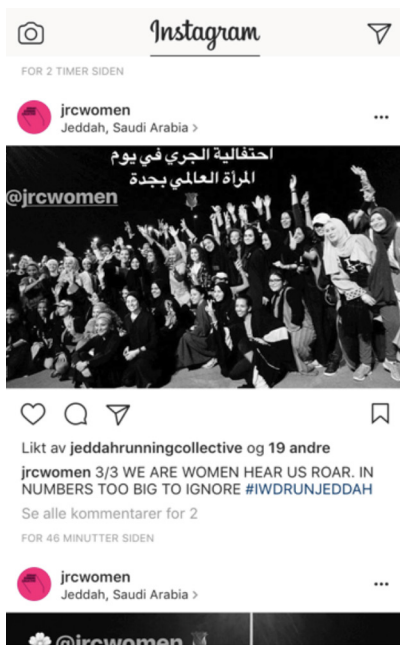 Instagram
FOR 2 TIMER SIDEN
jrcwomen
Jeddah, Saudi Arabia >
احتفالية الجري في يوم
المرأة العالمي بجدة
@jrcwomen
Likt av jeddahrunningcollective og 19 andre
jrcwomen 3/3 WE ARE WOMEN HEAR US ROAR. IN
NUMBERS TOO BIG TO IGNORE #IWDRUNJEDDAH
Se alle kommentarer for 2
FOR 46 MINUTTER SIDEN
jrcwomen
Jeddah, Saudi Arabia >
@jrcwomen